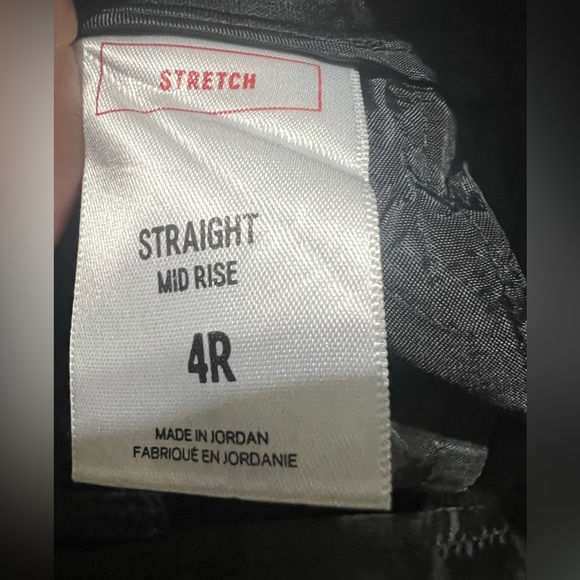 STRETCH
STRAIGHT
MID RISE
4R
MADE IN JORDAN
FABRIQUÉ EN JORDANIE